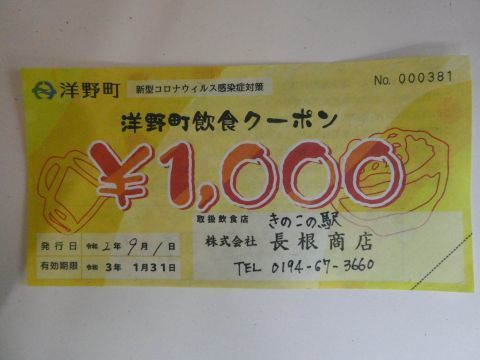 洋野町 新型コロナウィルス感染症対策 No. 000381
洋野町飲食クーポン
¥1,000
取扱飲食店 きのこの駅
株式会社 長根商店
TEL 0194-67-3660
発行日 令和 2年 9月 1日
有効期限 令和 3年 1月31日